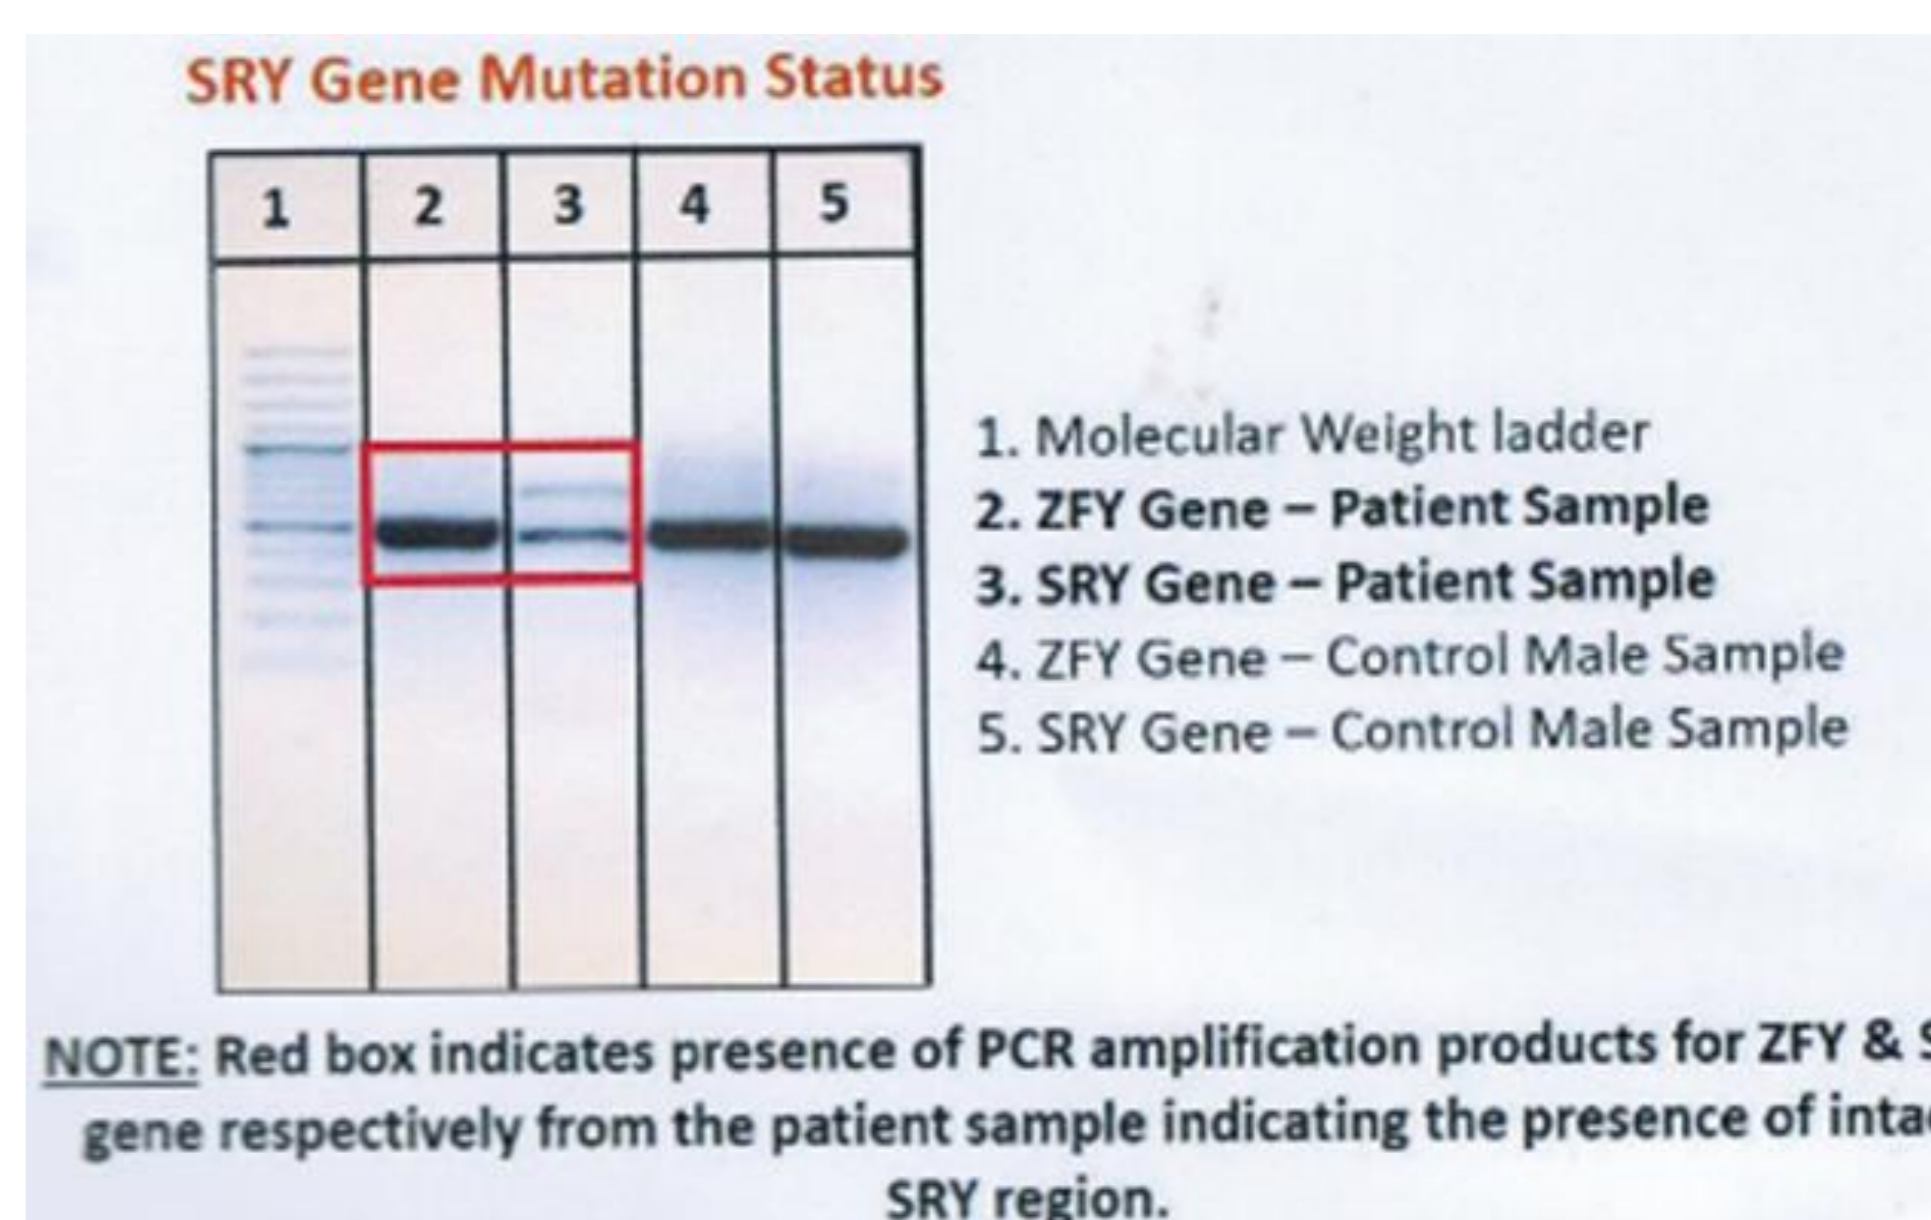 SRY Gene Mutation Status
1 2 3 4 5
1. Molecular Weight ladder
2. ZFY Gene – Patient Sample
3. SRY Gene – Patient Sample
4. ZFY Gene – Control Male Sample
5. SRY Gene – Control Male Sample
NOTE: Red box indicates presence of PCR amplification products for ZFY &
gene respectively from the patient sample indicating the presence of
SRY region.